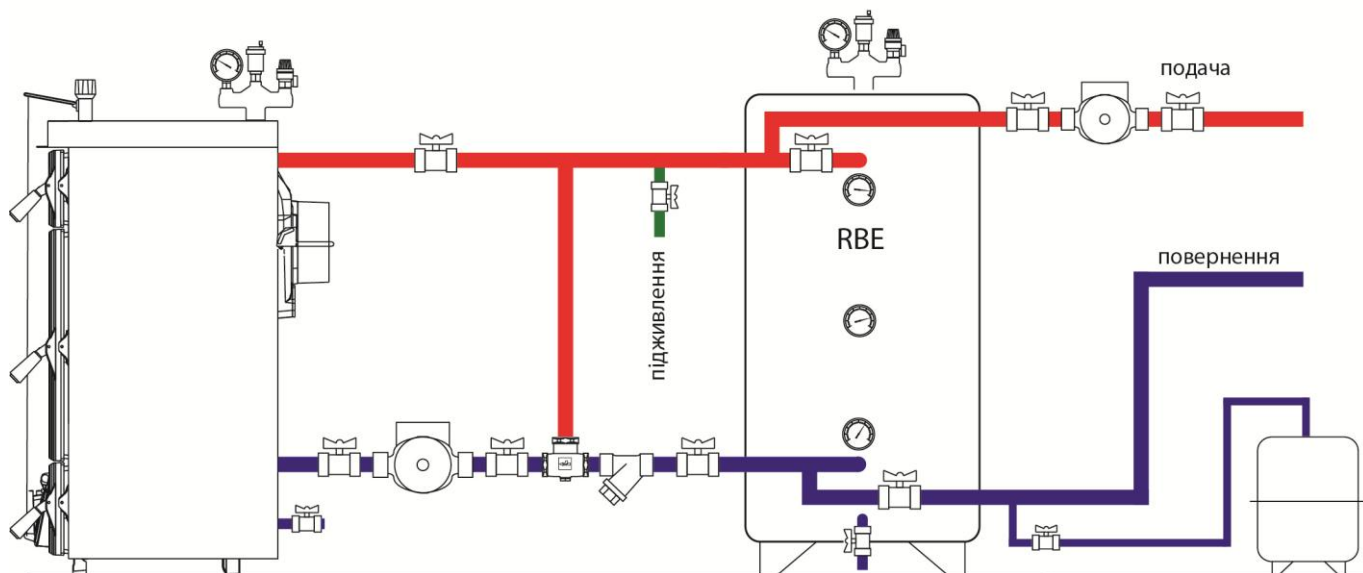 подача
RBE
повернення
підживлення